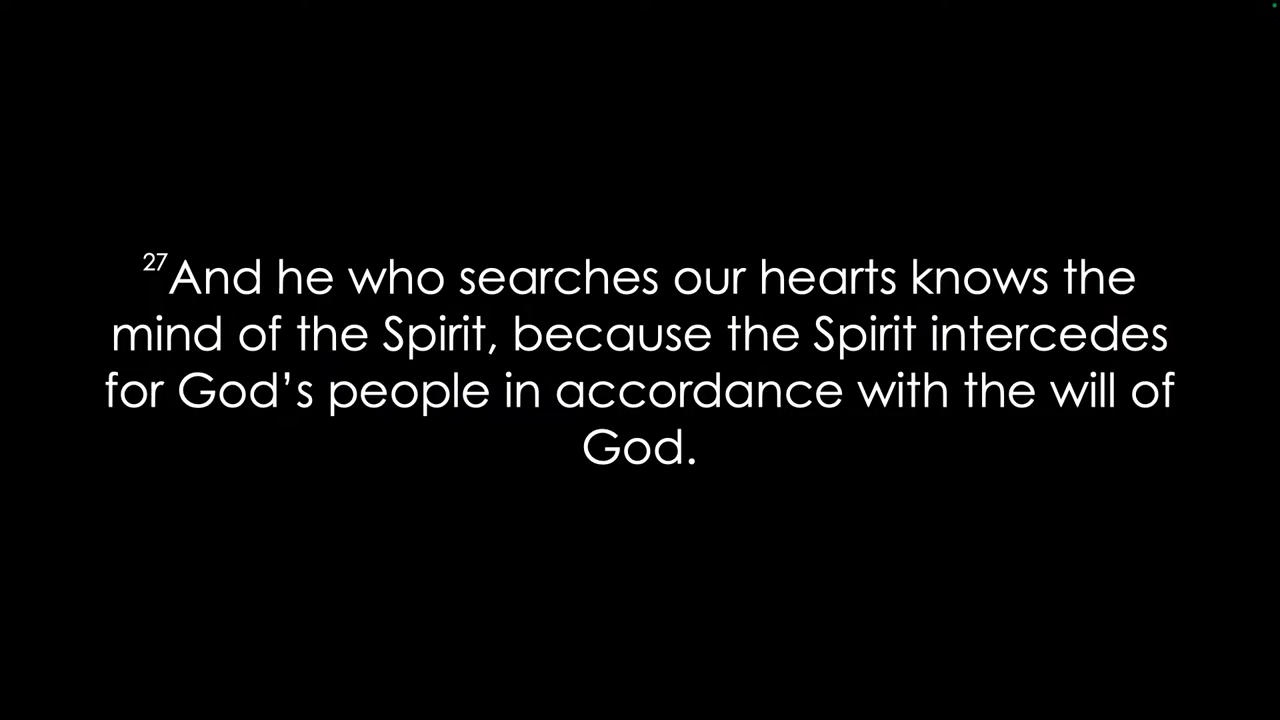 27And he who searches our hearts knows the
mind of the Spirit, because the Spirit intercedes
for God’s people in accordance with the will of
God.